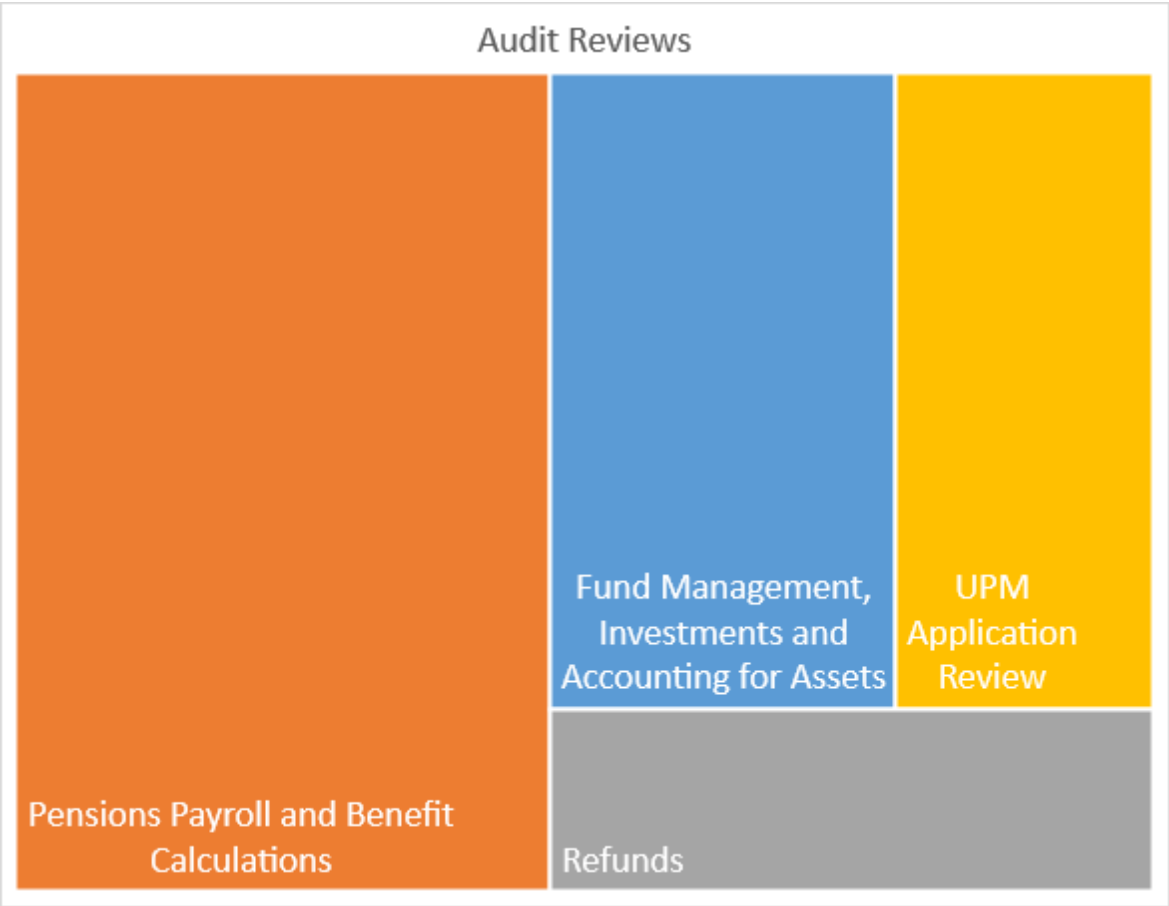 Audit Reviews
Pensions Payroll and Benefit
Calculations
Fund Management,
Investments and
Accounting for Assets
UPM
Application
Review
Refunds